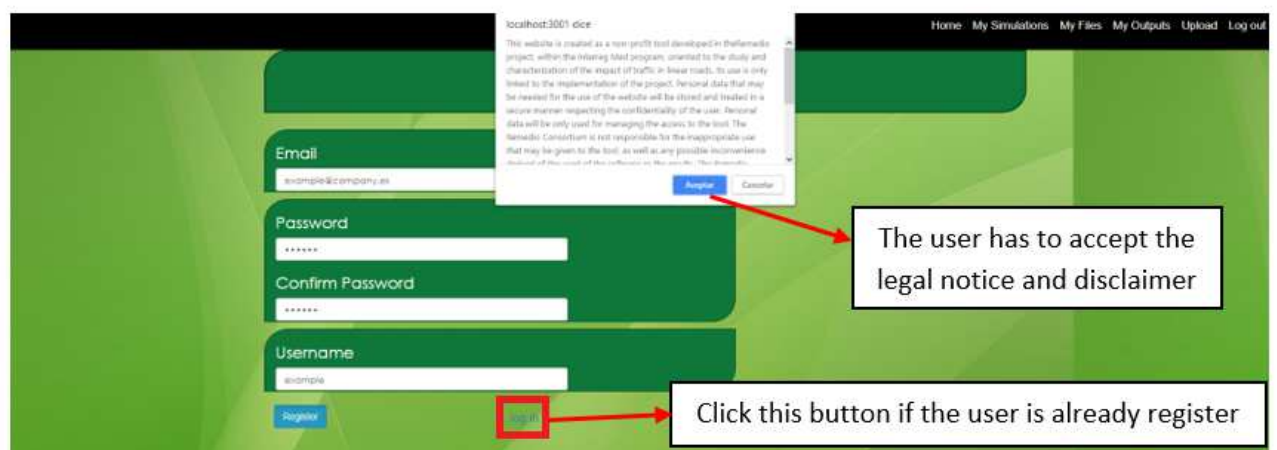 localhost:3001 dice
Home My Simulations My Files My Outputs Upload Log out
This website is created as a non-profit tool developed in theRemedio
project, within the Interreg Med program, oriented to the study and
characterization of the impact of traffic in linear roads. Its use is only
linked to the implementation of the project. Personal data that may
be needed for the use of the website will be stored and treated in a
secure manner respecting the confidentiality of the user. Personal
data will be only used for managing the access to the tool. The
Remedio Consortium is not responsible for the inappropriate use
that may be given to the tool, as well as any possible inconvenience
Aceptar Cancelar
Email
example@company.es
Password
Confirm Password
Username
example
Register
log in
The user has to accept the
legal notice and disclaimer
Click this button if the user is already register